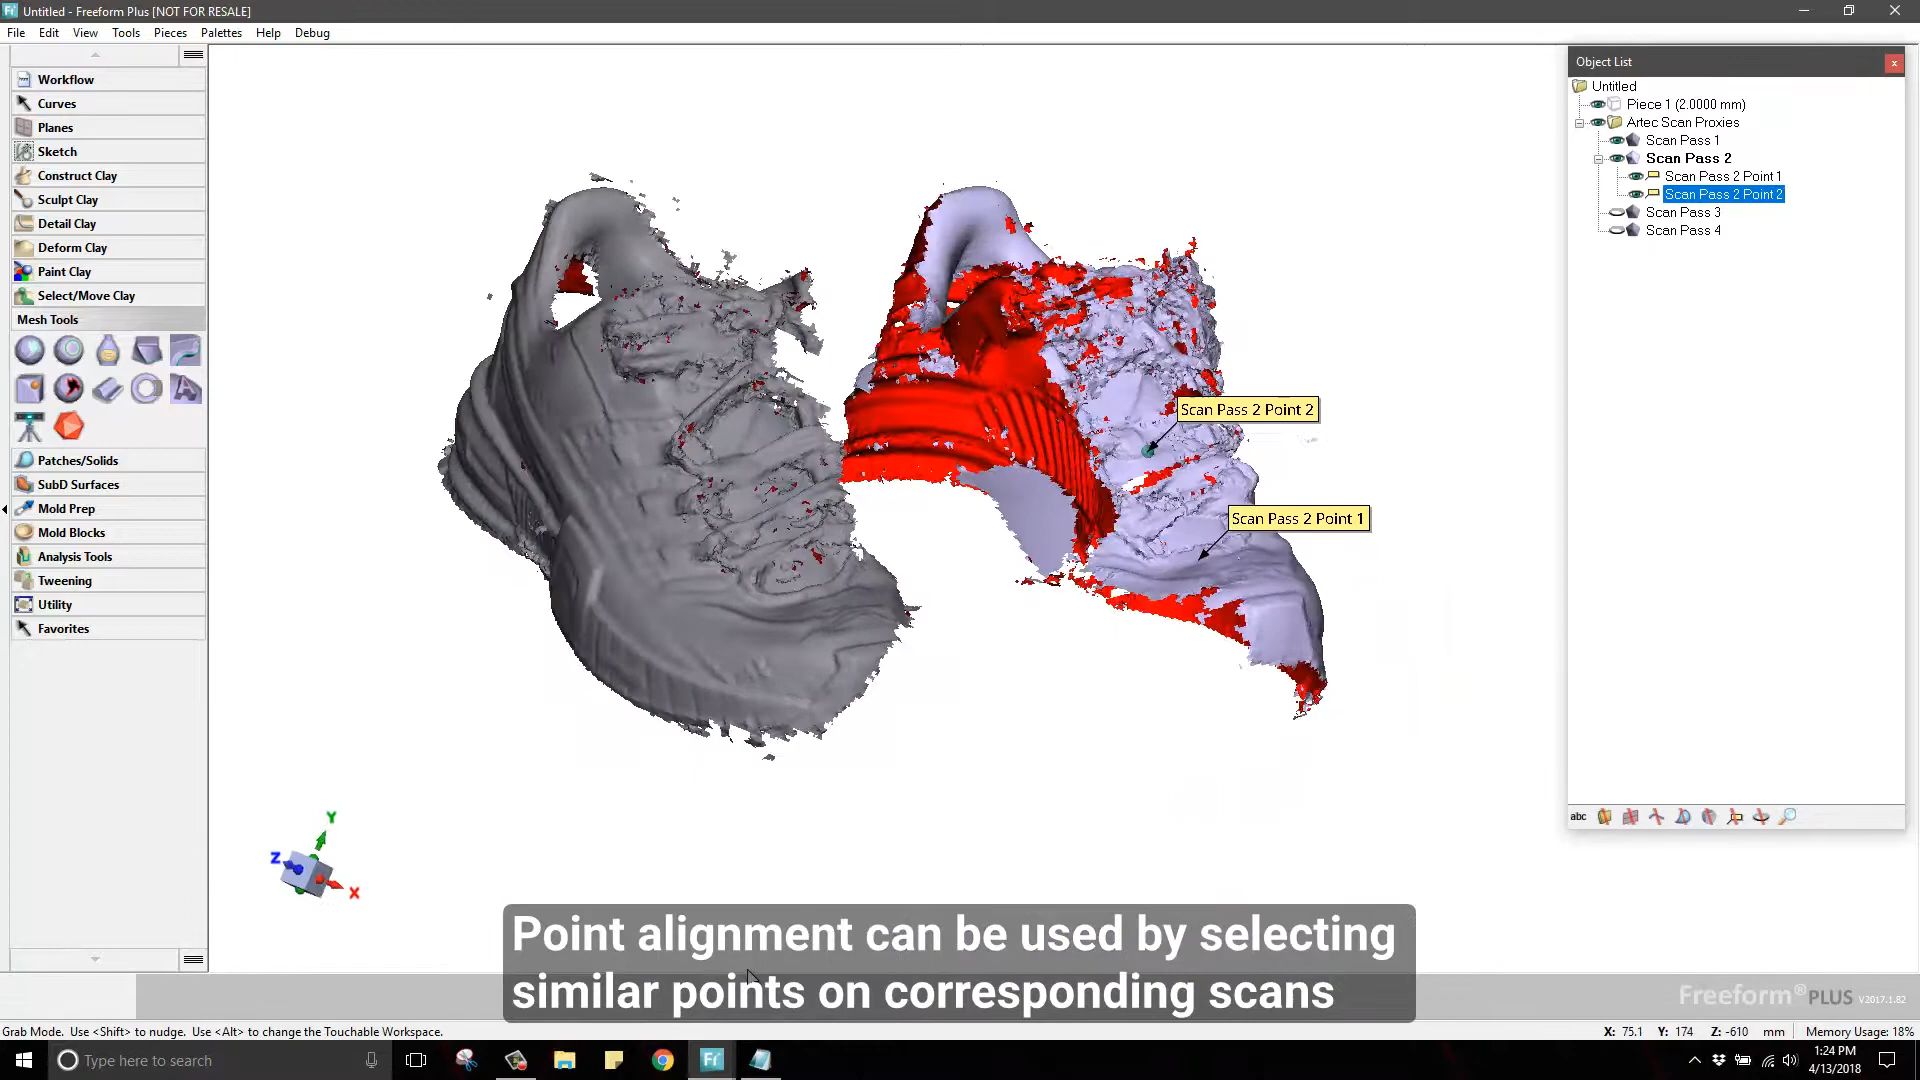 Untitled - Freeform Plus [NOT FOR RESALE]
File Edit View Tools Pieces Palettes Help Debug
Workflow
Curves
Planes
Sketch
Construct Clay
Sculpt Clay
Detail Clay
Deform Clay
Paint Clay
Select/Move Clay
Mesh Tools
Patches/Solids
SubD Surfaces
Mold Prep
Mold Blocks
Analysis Tools
Tweening
Utility
Favorites
Scan Pass 2 Point 2
Scan Pass 2 Point 1
Y
Z
X
Object List
Untitled
Piece 1 (2.0000 mm)
Artec Scan Proxies
Scan Pass 1
Scan Pass 2
Scan Pass 2 Point 1
Scan Pass 2 Point 2
Scan Pass 3
Scan Pass 4
abc
Point alignment can be used by selecting
similar points on corresponding scans
Freeform® PLUS V2017.1.82
Grab Mode. Use <Shift> to nudge. Use <Alt> to change the Touchable Workspace.
X: 75.1 Y: 174 Z: -610 mm Memory Usage: 18%
Type here to search
1:24 PM
4/13/2018